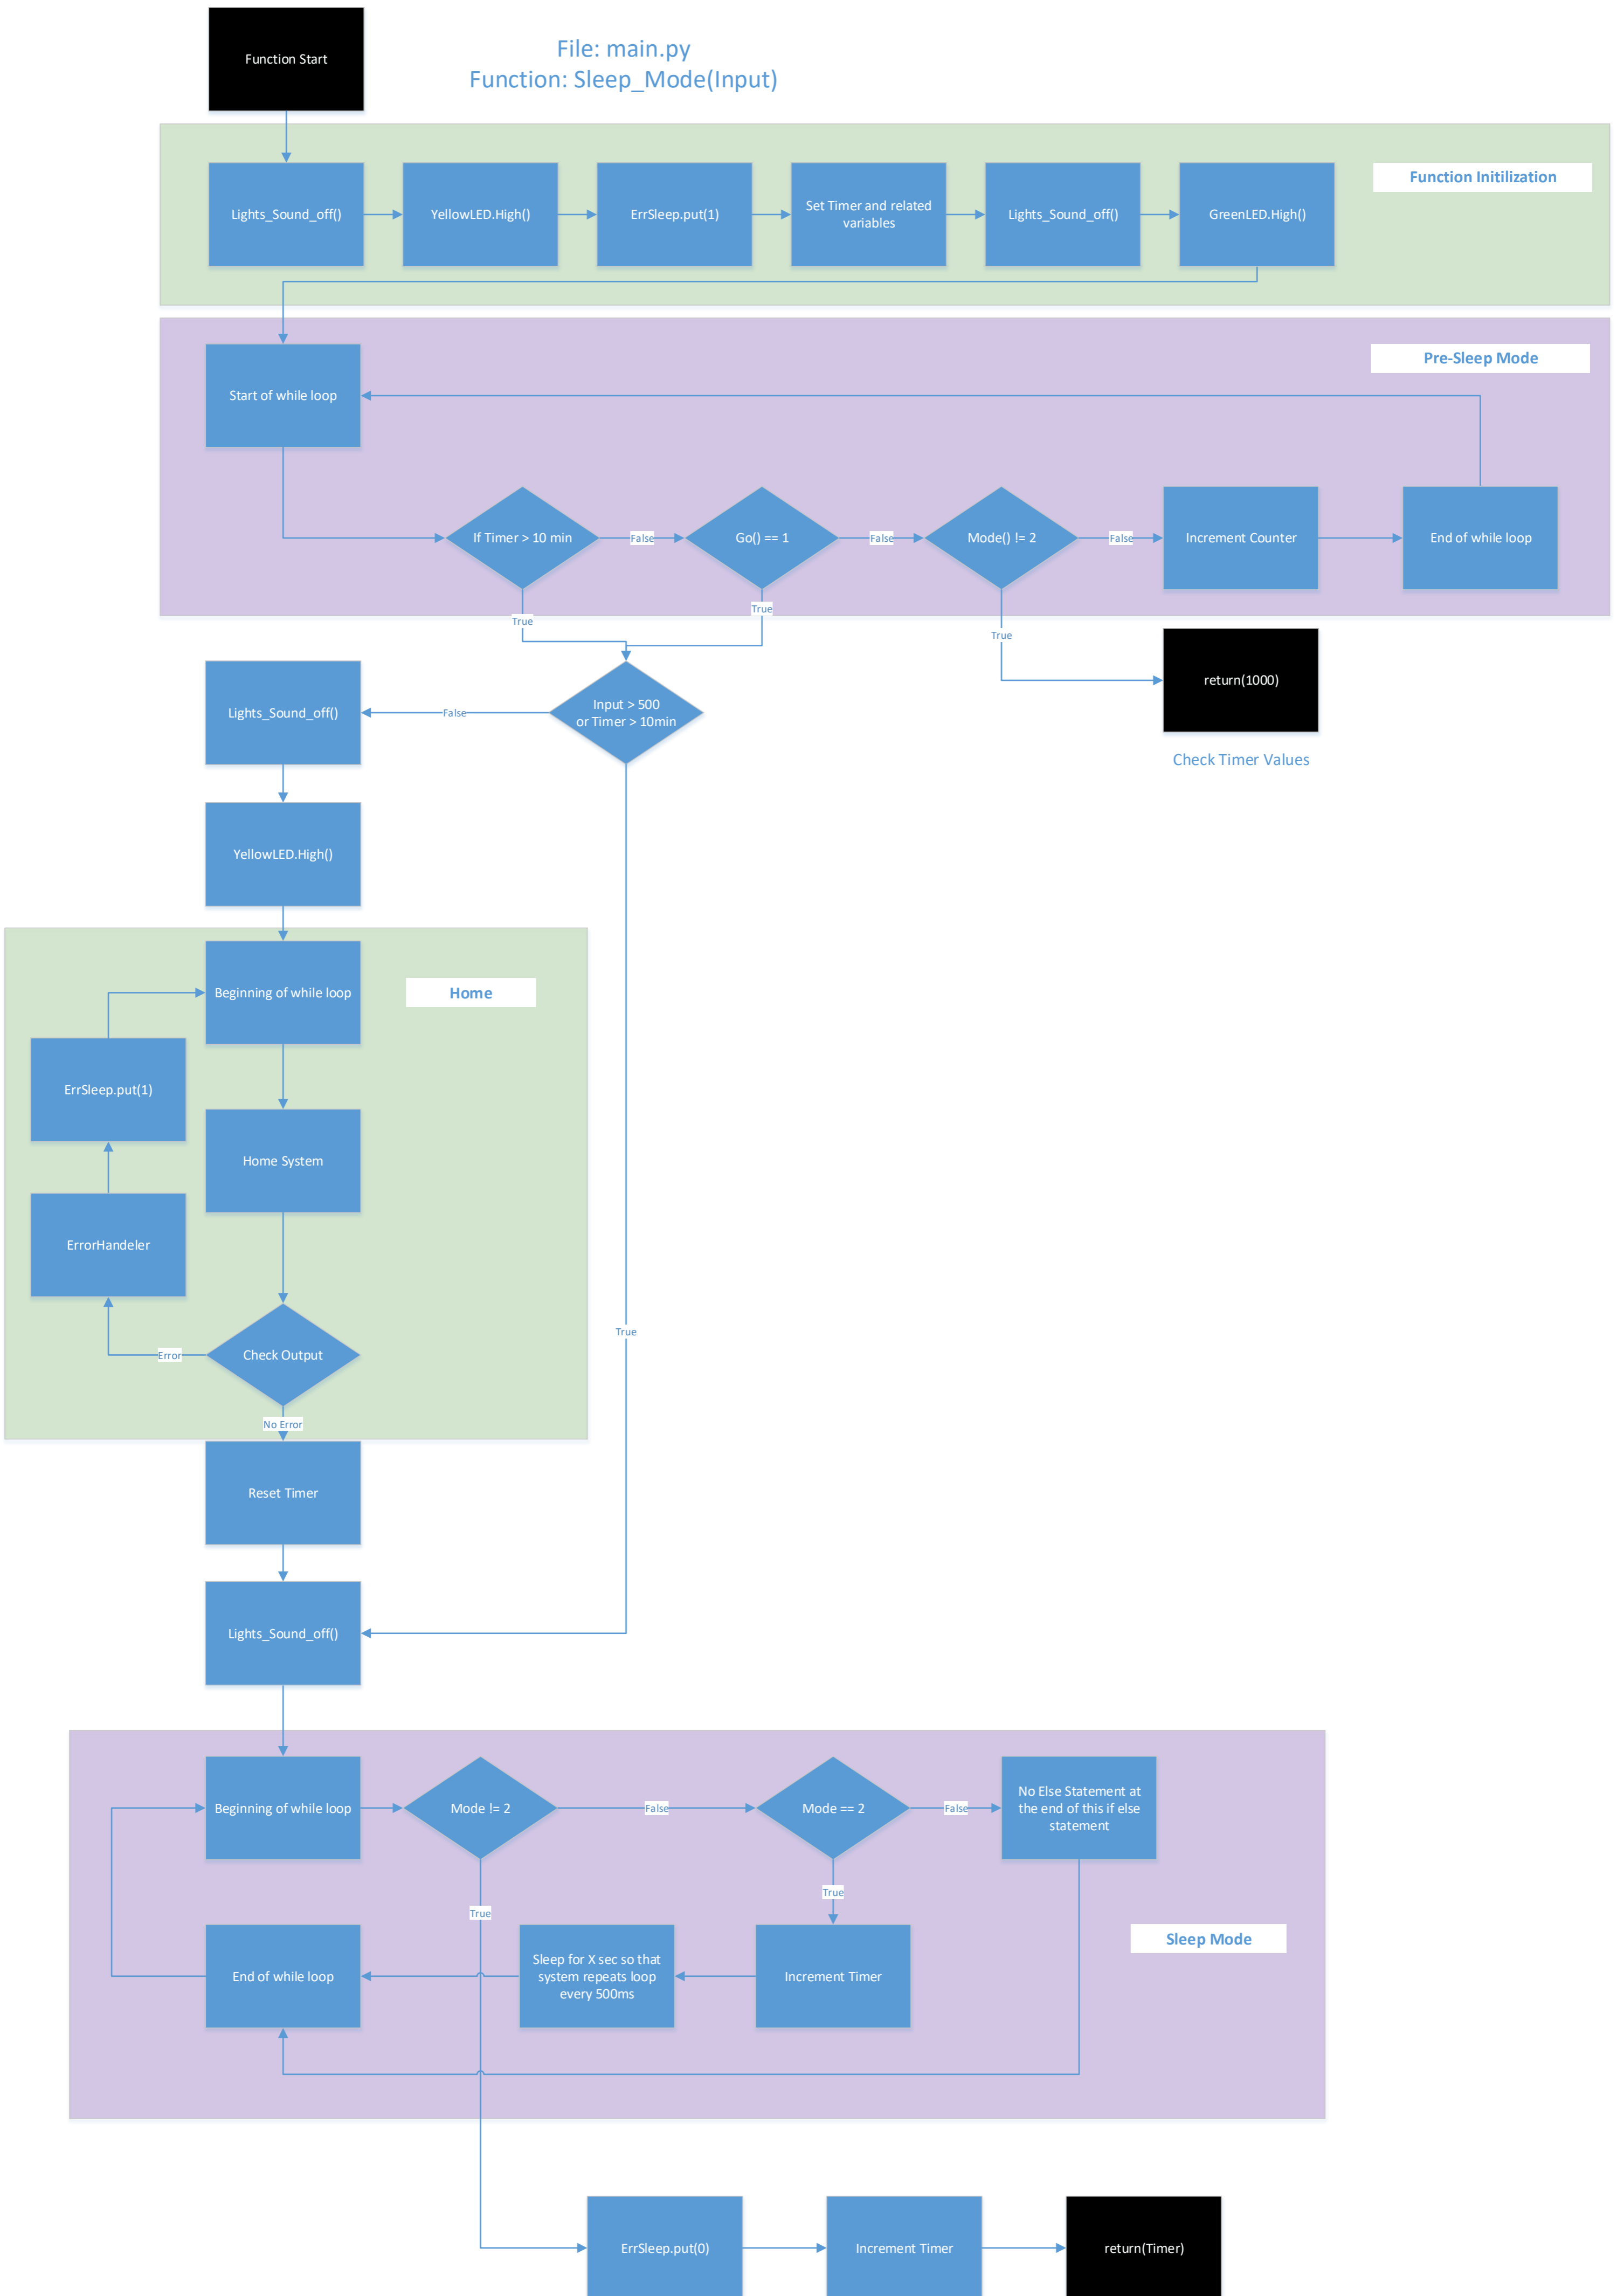 Function Start
File: main.py
Function: Sleep_Mode(Input)
Function Initilization
Lights_Sound_off()
YellowLED.High()
ErrSleep.put(1)
Set Timer and related
variables
Lights_Sound_off()
GreenLED.High()
Pre-Sleep Mode
Start of while loop
If Timer > 10 min
False
Go() == 1
False
Mode() != 2
False
Increment Counter
End of while loop
True
True
True
return(1000)
Check Timer Values
Input > 500
or Timer > 10min
False
Lights_Sound_off()
YellowLED.High()
Home
Beginning of while loop
ErrSleep.put(1)
Home System
ErrorHandeler
True
Check Output
Error
No Error
Reset Timer
Lights_Sound_off()
Beginning of while loop
Mode != 2
False
Mode == 2
False
No Else Statement at
the end of this if else
statement
True
True
Sleep Mode
End of while loop
Sleep for X sec so that
system repeats loop
every 500ms
Increment Timer
ErrSleep.put(0)
Increment Timer
return(Timer)